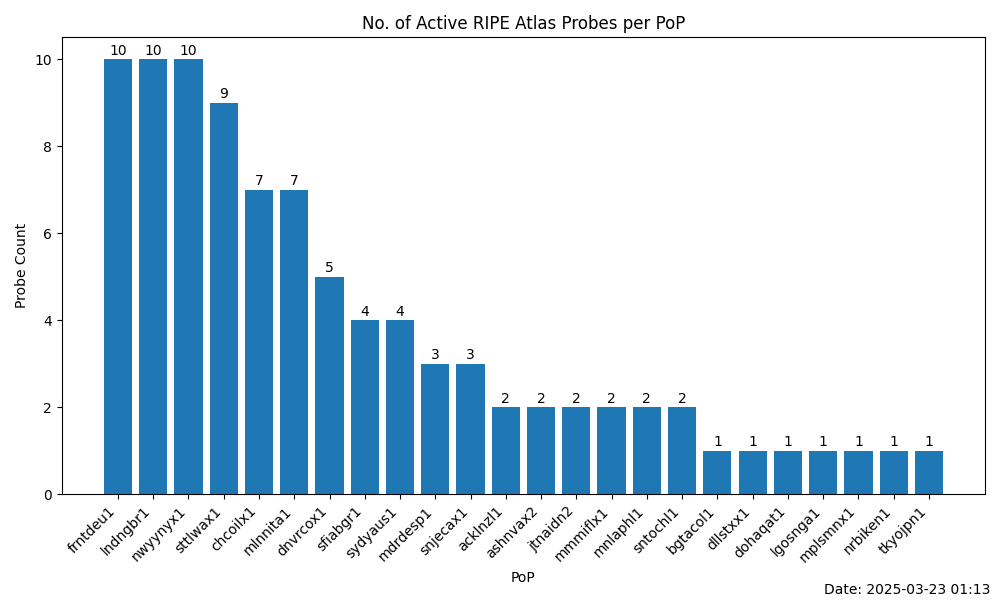 No. of Active RIPE Atlas Probes per PoP
Probe Count
10
8
6
4
2
0
10
10
10
9
7
7
5
4
4
3
3
2
2
2
2
2
2
1
1
1
1
1
1
1
frntdeu1
lndngbr1
nwyynyx1
sttlwax1
chcoilx1
mlnnita1
dnvrcox1
sfiabgr1
sydyaus1
mdrdesp1
snjecax1
acklnzl1
ashnvax2
jtnaidn2
mmmiflx1
mnlaphl1
sntochl1
bgtacol1
dllstxx1
dohaqat1
lgosnga1
mplsmnx1
nrbiken1
tkyojpn1
PoP
Date: 2025-03-23 01:13